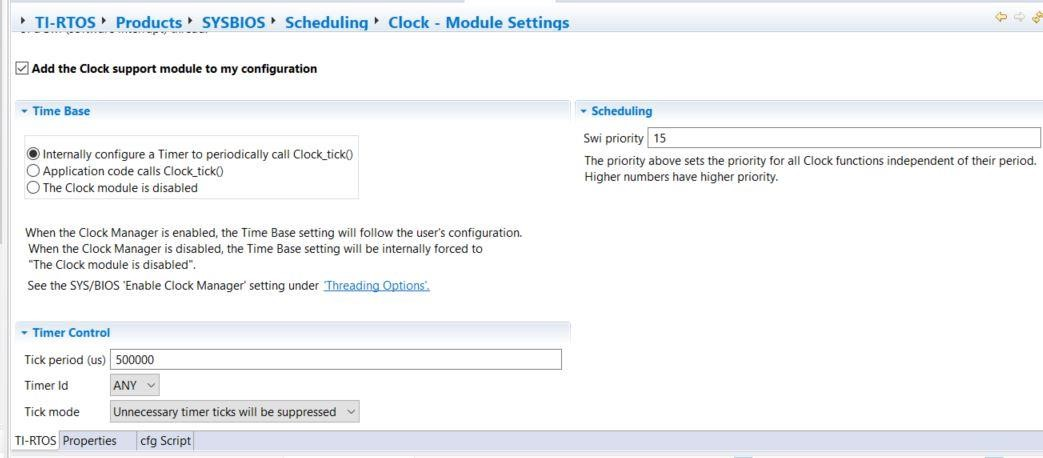 TI-RTOS Products SYSBIOS Scheduling Clock - Module Settings
Add the Clock support module to my configuration
Time Base
Internally configure a Timer to periodically call Clock_tick()
Application code calls Clock_tick()
The Clock module is disabled
When the Clock Manager is enabled, the Time Base setting will follow the user's configuration.
When the Clock Manager is disabled, the Time Base setting will be internally forced to
"The Clock module is disabled".
See the SYS/BIOS 'Enable Clock Manager' setting under 'Threading Options'.
Timer Control
Tick period (us) 500000
Timer Id ANY
Tick mode Unnecessary timer ticks will be suppressed
Scheduling
Swi priority 15
The priority above sets the priority for all Clock functions independent of their period.
Higher numbers have higher priority.
TI-RTOS Properties cfg Script